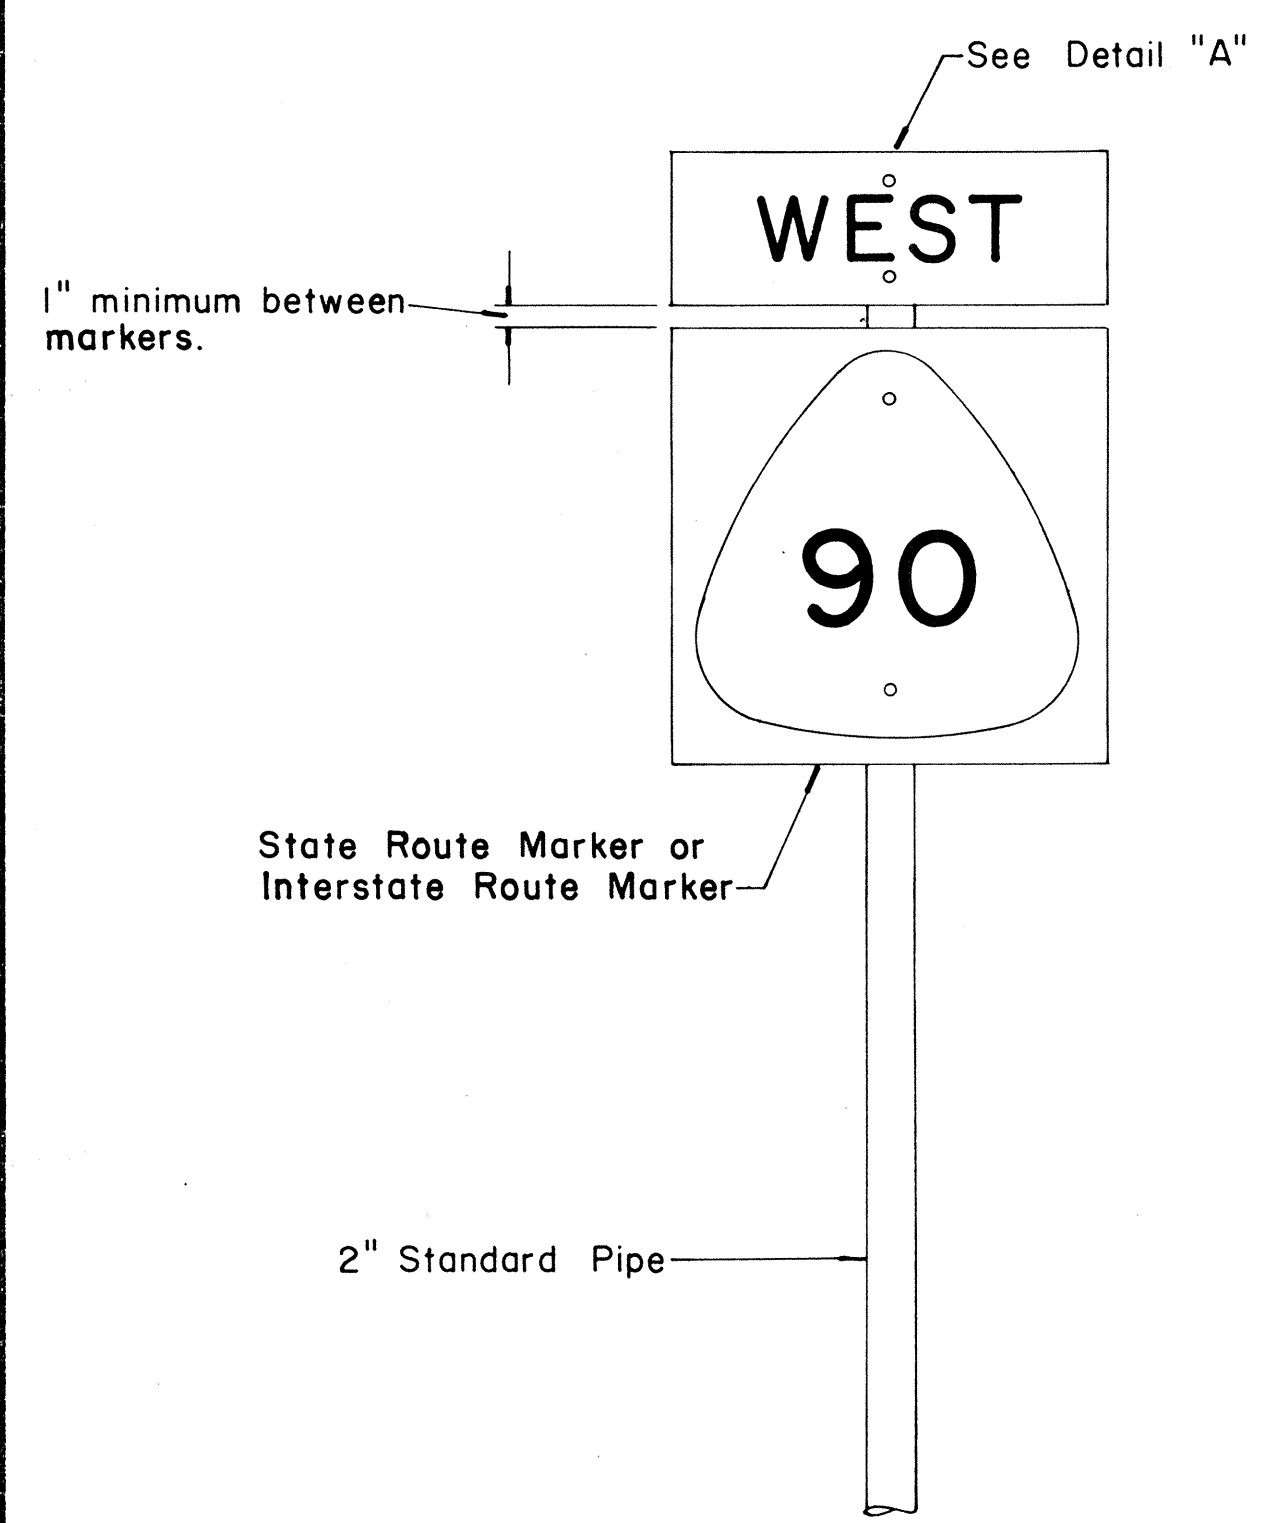 See Detail "A"
WEST
1" minimum between
markers.
90
State Route Marker or
Interstate Route Marker
2" Standard Pipe